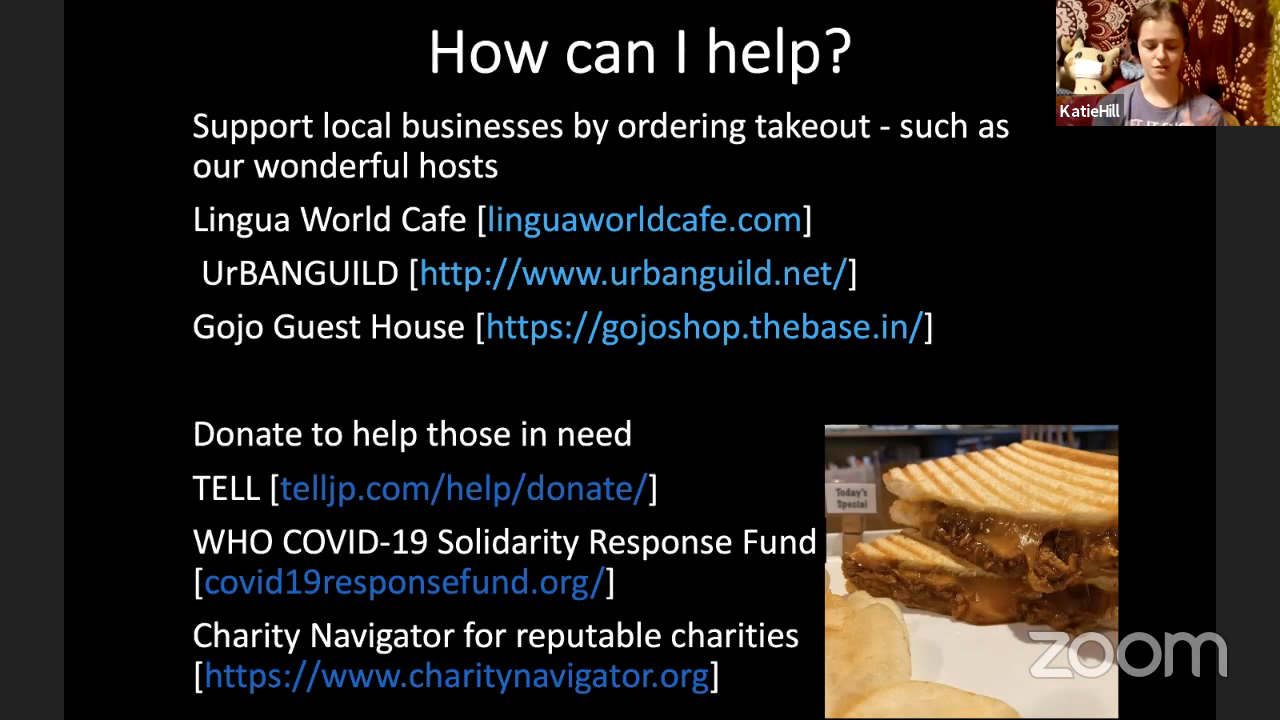 How can I help?
Support local businesses by ordering takeout - such as
our wonderful hosts
Lingua World Cafe [linguaworldcafe.com]
UrBANGUILD [http://www.urbanguild.net/]
Gojo Guest House [https://gojoshop.thebase.in/]
Donate to help those in need
TELL [telljp.com/help/donate/]
WHO COVID-19 Solidarity Response Fund
[covid19responsefund.org/]
Charity Navigator for reputable charities
[https://www.charitynavigator.org]
KatieHill
Today's
Special
zoom